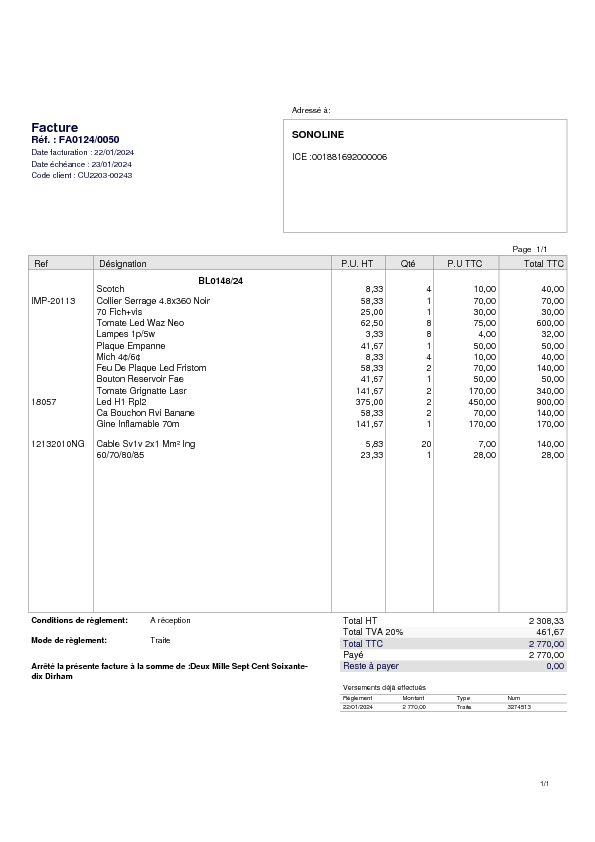 Adressé à:
Facture
Réf. : FA0124/0050
Date facturation : 22/01/2024
Date échéance : 23/01/2024
Code client : CU2203-00243
SONOLINE
ICE :001881692000006
Page 1/1
Ref Désignation P.U. HT Qté P.U TTC Total TTC
BL0148/24
Scotch 8,33 4 10,00 40,00
IMP-20113 Collier Serrage 4.8x360 Noir 58,33 1 70,00 70,00
70 Fich+vis 25,00 1 30,00 30,00
Tomate Led Waz Neo 62,50 8 75,00 600,00
Lampes 1p/5w 3,33 8 4,00 32,00
Plaque Empanne 41,67 1 50,00 50,00
Mich 4¢/6¢ 8,33 4 10,00 40,00
Feu De Plaque Led Fristom 58,33 2 70,00 140,00
Bouton Reservoir Fae 41,67 1 50,00 50,00
Tomate Grignatte Lasr 141,67 2 170,00 340,00
18057 Led H1 Rpl2 375,00 2 450,00 900,00
Ca Bouchon Rvi Banane 58,33 2 70,00 140,00
Gine Inflamable 70m 141,67 1 170,00 170,00
12132010NG Cable Sv1v 2x1 Mm² Ing 5,83 20 7,00 140,00
60/70/80/85 23,33 1 28,00 28,00
Conditions de règlement: A réception
Mode de règlement: Traite
Arrêté la présente facture à la somme de :Deux Mille Sept Cent Soixante-
dix Dirham
Total HT 2 308,33
Total TVA 20% 461,67
Total TTC 2 770,00
Payé 2 770,00
Reste à payer 0,00
Versements déjà effectués
Règlement Montant Type Num
22/01/2024 2 770,00 Traite 3274513
1/1